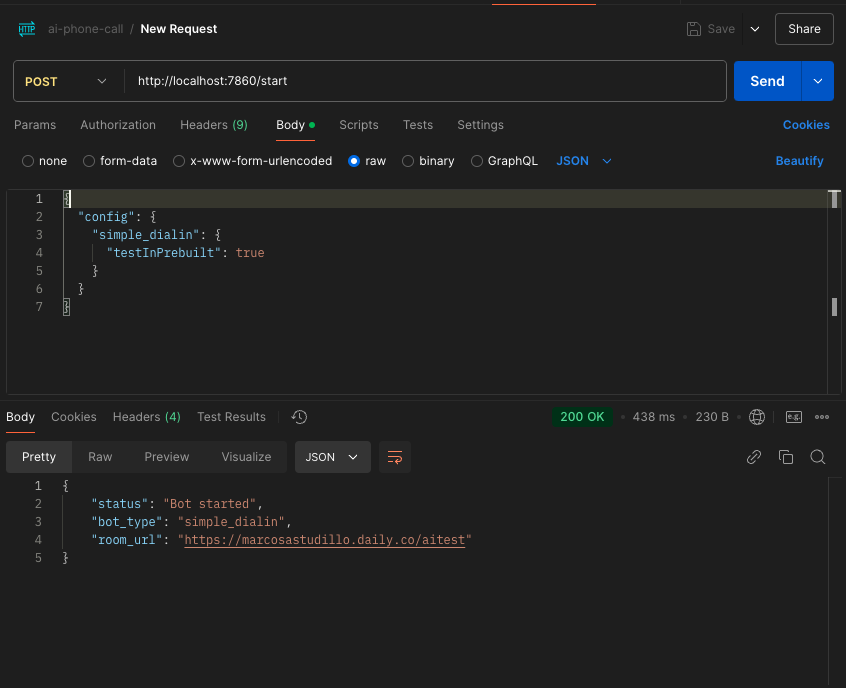 HTTP ai-phone-call / New Request Save Share
POST http://localhost:7860/start Send
Params Authorization Headers (9) Body Scripts Tests Settings Cookies
none form-data x-www-form-urlencoded raw binary GraphQL JSON Beautify
1 {
2 "config": {
3 "simple_dialin": {
4 "testInPrebuilt": true
5 }
6 }
7 }
Body Cookies Headers (4) Test Results 200 OK • 438 ms • 230 B • e.g.
Pretty Raw Preview Visualize JSON
1 {
2 "status": "Bot started",
3 "bot_type": "simple_dialin",
4 "room_url": "https://marcosastudillo.daily.co/aitest"
5 }